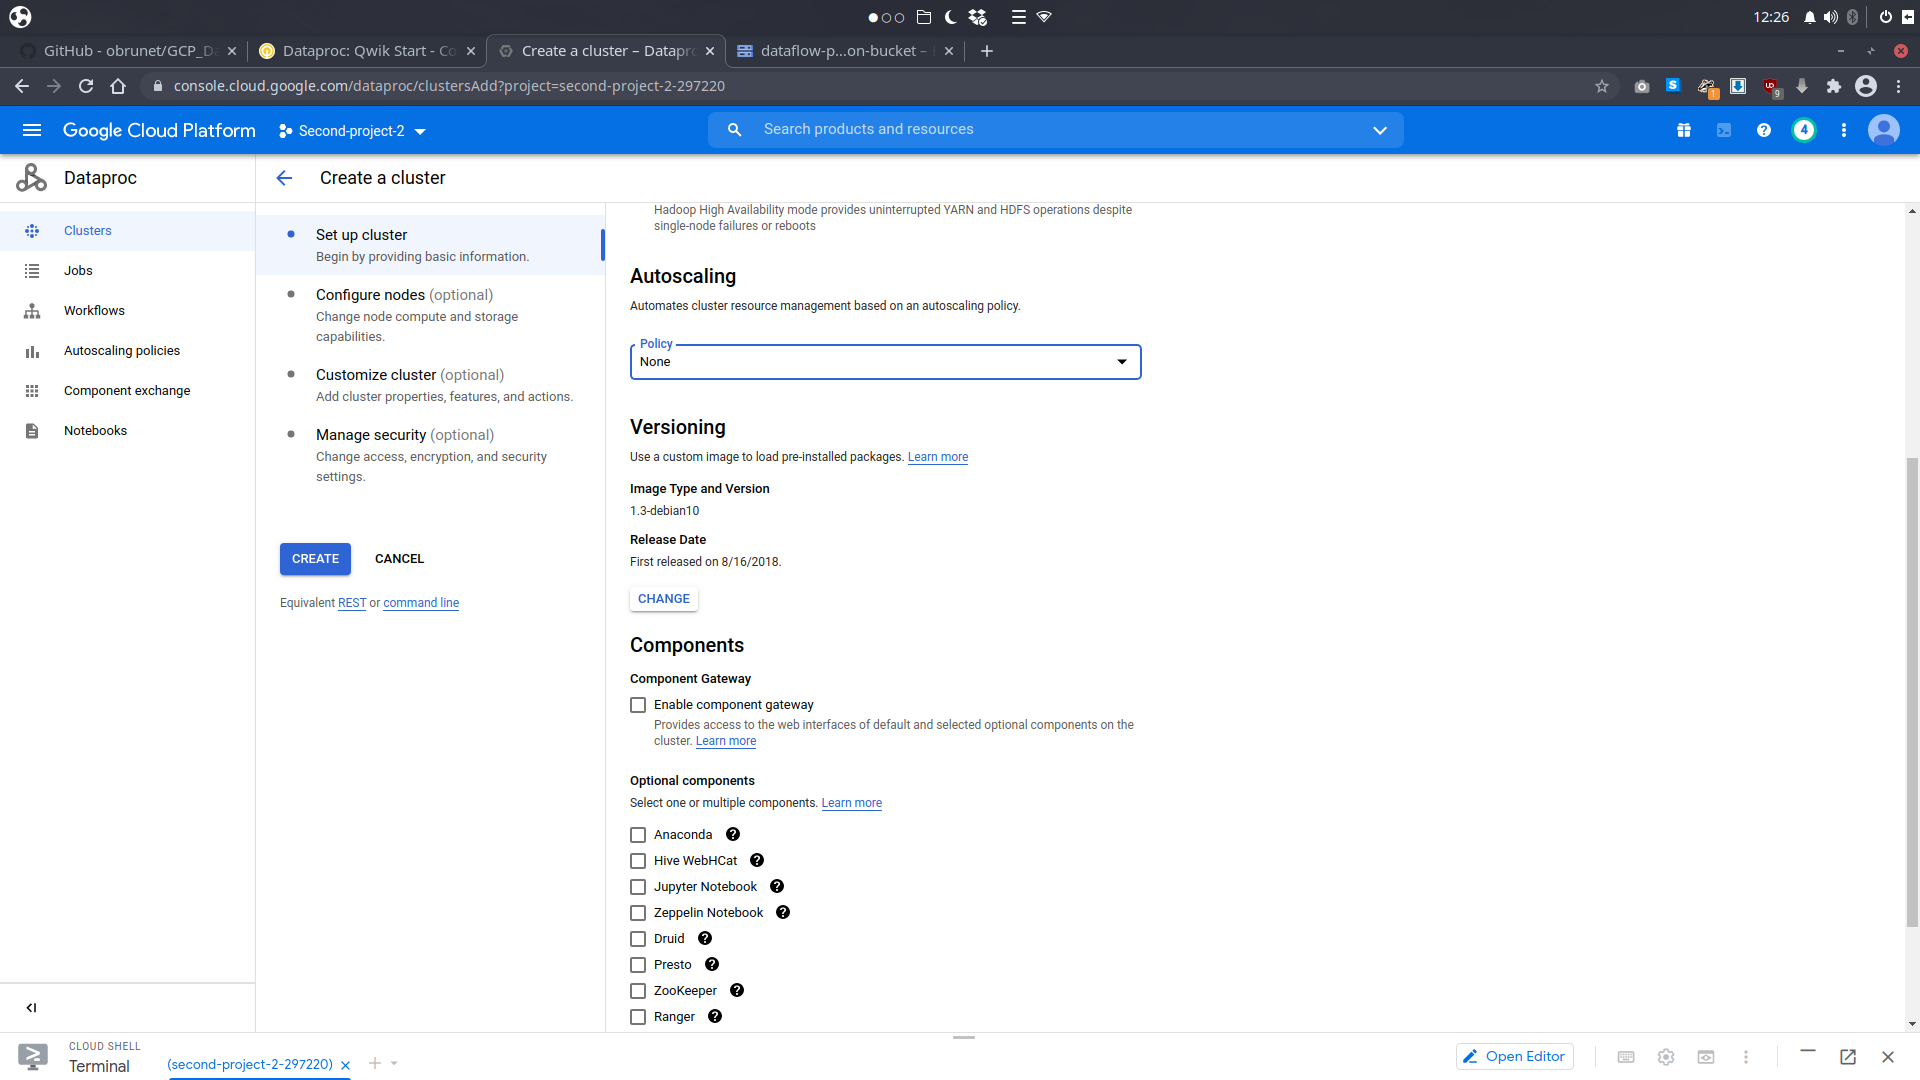 12:26
GitHub - obrunet/GCP_Da
Dataproc: Qwik Start - Co
Create a cluster – Datapro
dataflow-p...on-bucket –
console.cloud.google.com/dataproc/clustersAdd?project=second-project-2-297220
1
9
Google Cloud Platform
Second-project-2
Search products and resources
4
Dataproc
Create a cluster
Clusters
Jobs
Workflows
Autoscaling policies
Component exchange
Notebooks
Set up cluster
Begin by providing basic information.
Configure nodes (optional)
Change node compute and storage
capabilities.
Customize cluster (optional)
Add cluster properties, features, and actions.
Manage security (optional)
Change access, encryption, and security
settings.
CREATE
CANCEL
Equivalent REST or command line
Hadoop High Availability mode provides uninterrupted YARN and HDFS operations despite
single-node failures or reboots
Autoscaling
Automates cluster resource management based on an autoscaling policy.
Policy
None
Versioning
Use a custom image to load pre-installed packages. Learn more
Image Type and Version
1.3-debian10
Release Date
First released on 8/16/2018.
CHANGE
Components
Component Gateway
Enable component gateway
Provides access to the web interfaces of default and selected optional components on the
cluster. Learn more
Optional components
Select one or multiple components. Learn more
Anaconda
Hive WebHCat
Jupyter Notebook
Zeppelin Notebook
Druid
Presto
ZooKeeper
Ranger
CLOUD SHELL
Terminal
(second-project-2-297220)
Open Editor